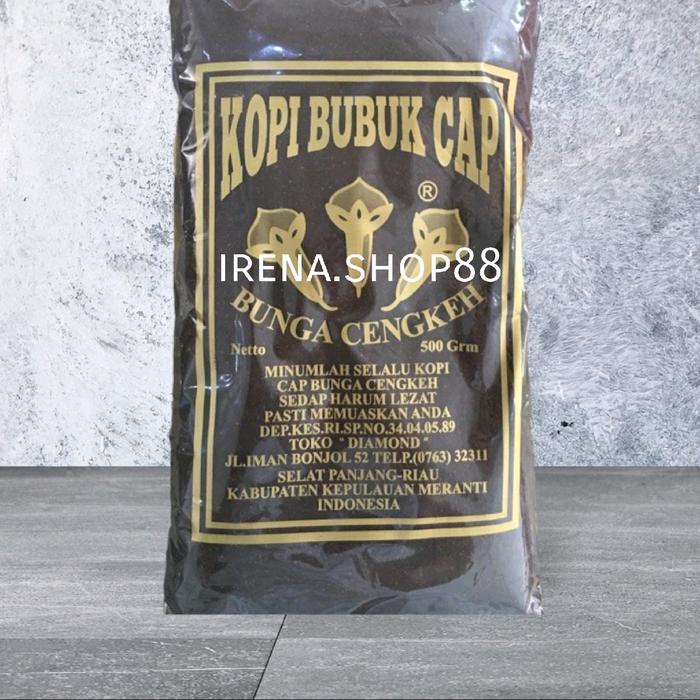 KOPI BUBUK CAP
®
IRENA.SHOP88
BUNGA CENGKEH
Netto 500 Grm
MINUMLAH SELALU KOPI
CAP BUNGA CENGKEH
SEDAP HARUM LEZAT
PASTI MEMUASKAN ANDA
DEP.KES.RI.SP.NO.34.04.05.89
TOKO "DIAMOND"
JL.IMAN BONJOL 52 TELP.(0763) 32311
SELAT PANJANG-RIAU
KABUPATEN KEPULAUAN MERANTI
INDONESIA